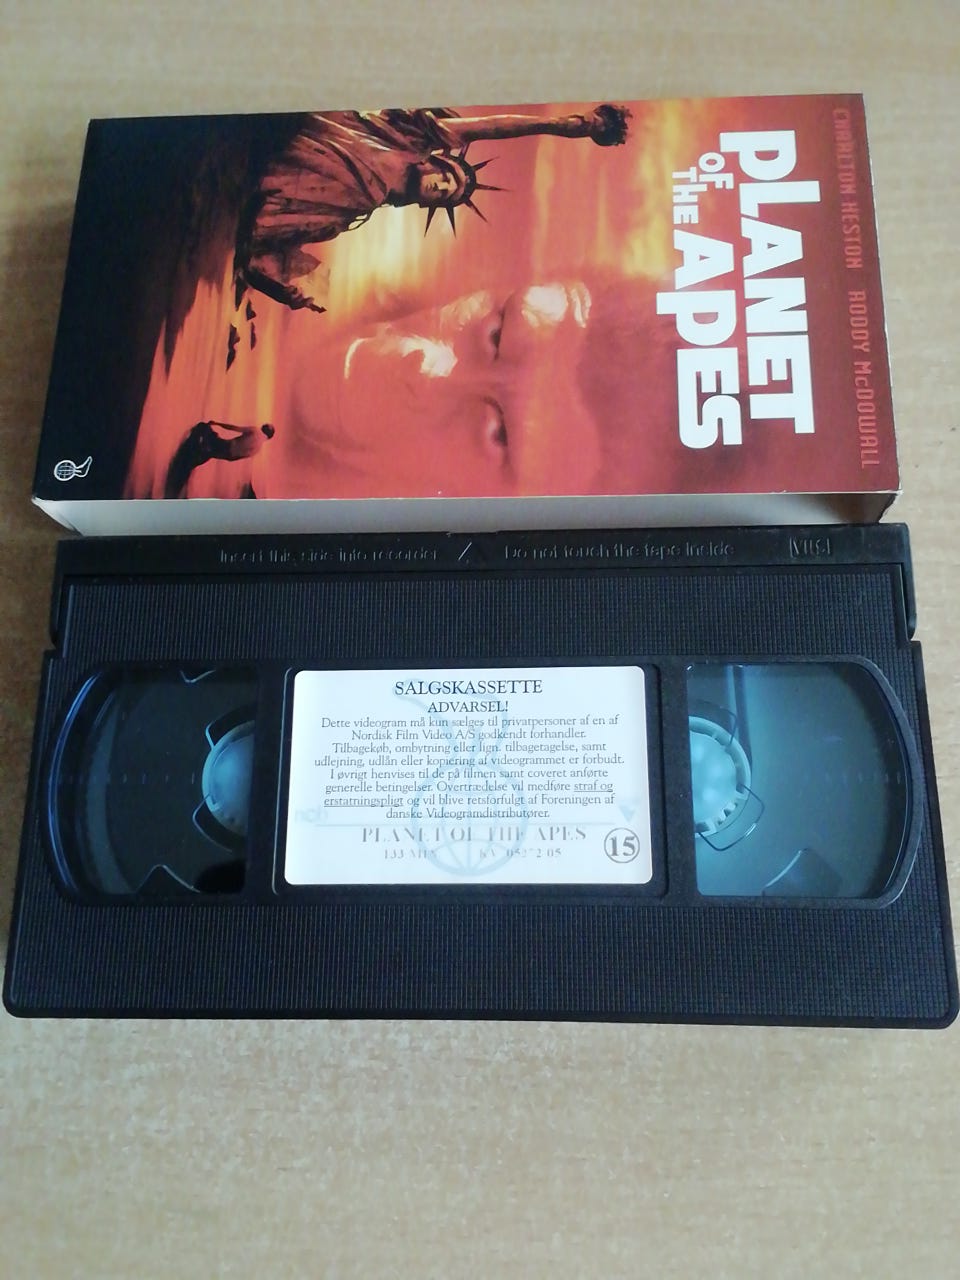 CHARLTON HESTON RODDY McDOWALL
PLANET
OF
THE APES
Insert this side into recorder Do not touch the tape inside VHS
SALGSKASSETTE
ADVARSEL!
Dette videogram må kun sælges til privatpersoner af en af
Nordisk Film Video A/S godkendt forhandler.
Tilbagekøb, ombytning eller lign. tilbagetagelse, samt
udlejning, udlån eller kopiering af videogrammet er forbudt.
I øvrigt henvises til de på filmen samt coveret anførte
generelle betingelser. Overtrædelse vil medføre straf og
erstatningspligt og vil blive retsforfulgt af Foreningen af
danske Videogramdistributører.
PLANET OF THE APES
15